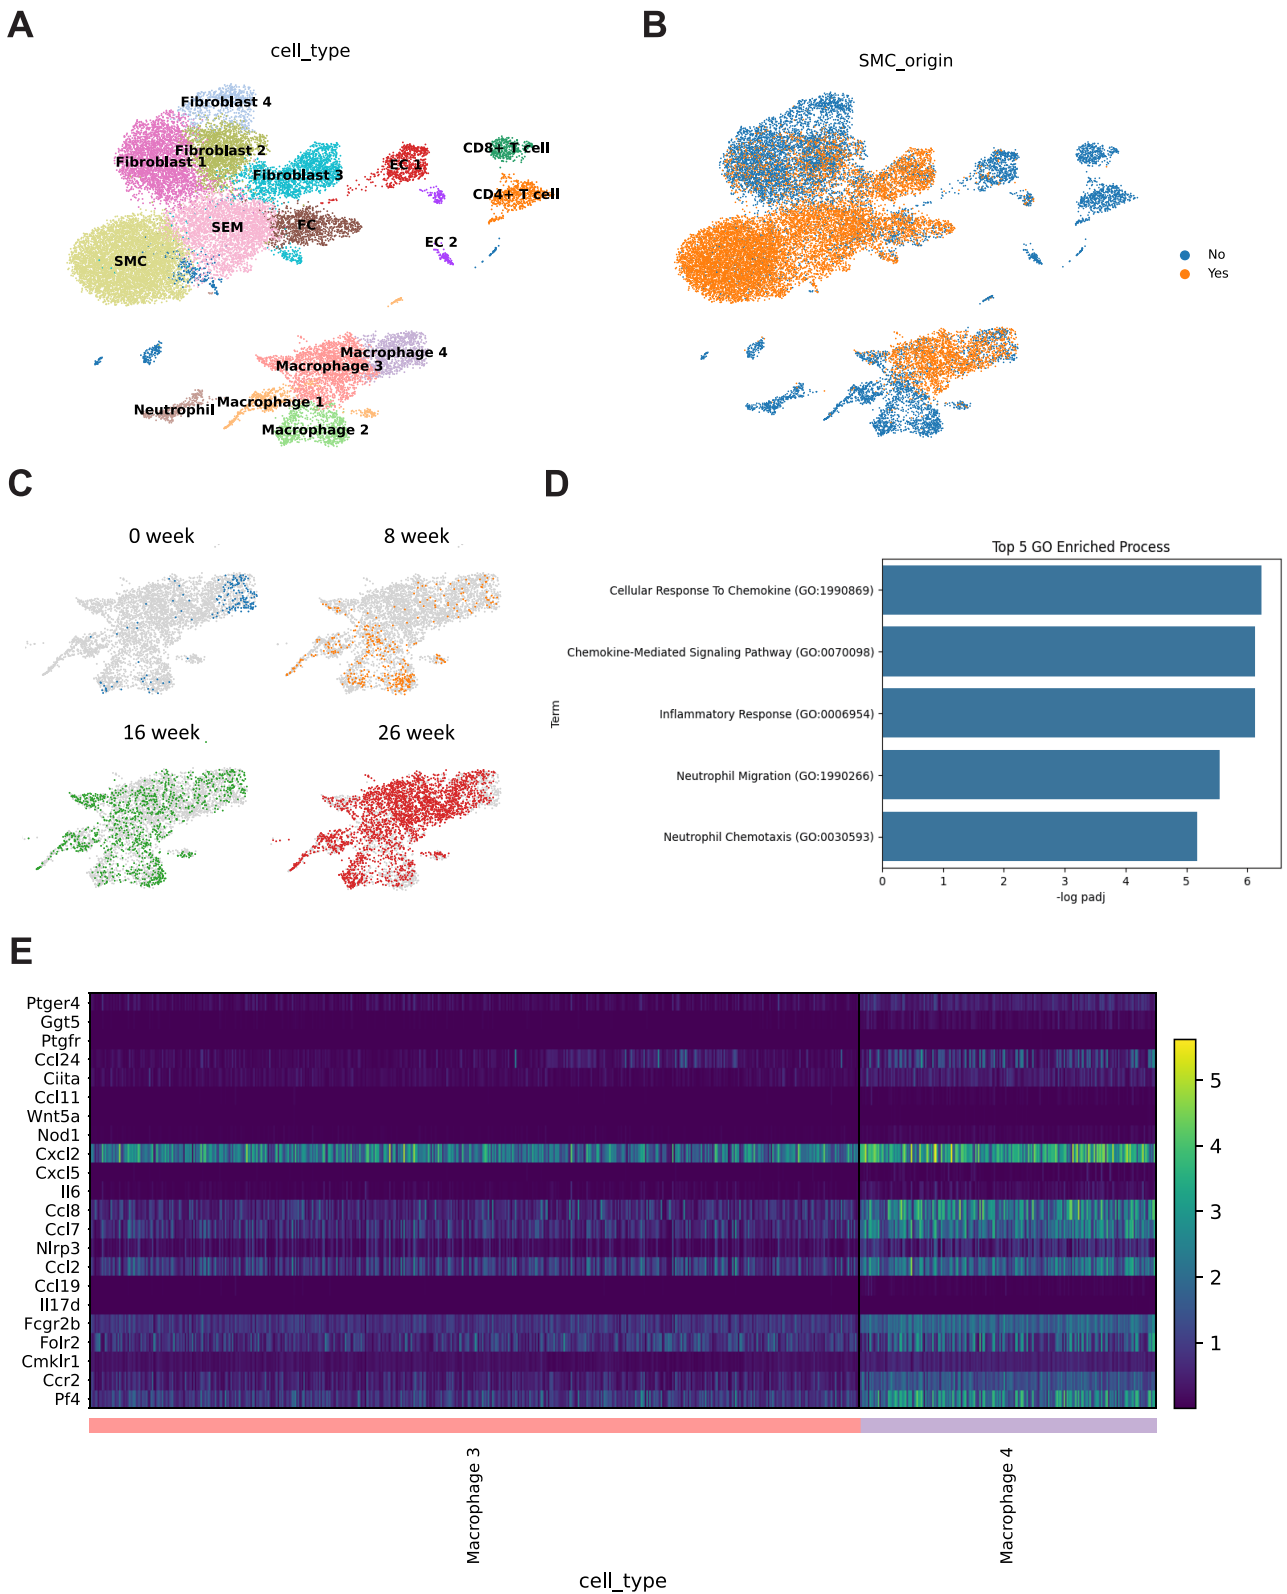 A
cell_type
Fibroblast 4
Fibroblast 2
Fibroblast 1
Fibroblast 3
EC 1
CD8+ T cell
CD4+ T cell
SEM
FC
EC 2
SMC
Macrophage 4
Macrophage 3
Macrophage 1
Neutrophil
Macrophage 2
B
SMC_origin
No
Yes
C
0 week
8 week
16 week
26 week
D
Top 5 GO Enriched Process
Term
Cellular Response To Chemokine (GO:1990869)
Chemokine-Mediated Signaling Pathway (GO:0070098)
Inflammatory Response (GO:0006954)
Neutrophil Migration (GO:1990266)
Neutrophil Chemotaxis (GO:0030593)
0 1 2 3 4 5 6
-log padj
E
Ptger4
Ggt5
Ptgfr
Ccl24
Ciita
Ccl11
Wnt5a
Nod1
Cxcl2
Cxcl5
Il6
Ccl8
Ccl7
Nlrp3
Ccl2
Ccl19
Il17d
Fcgr2b
Folr2
Cmklr1
Ccr2
Pf4
5
4
3
2
1
Macrophage 3
Macrophage 4
cell_type